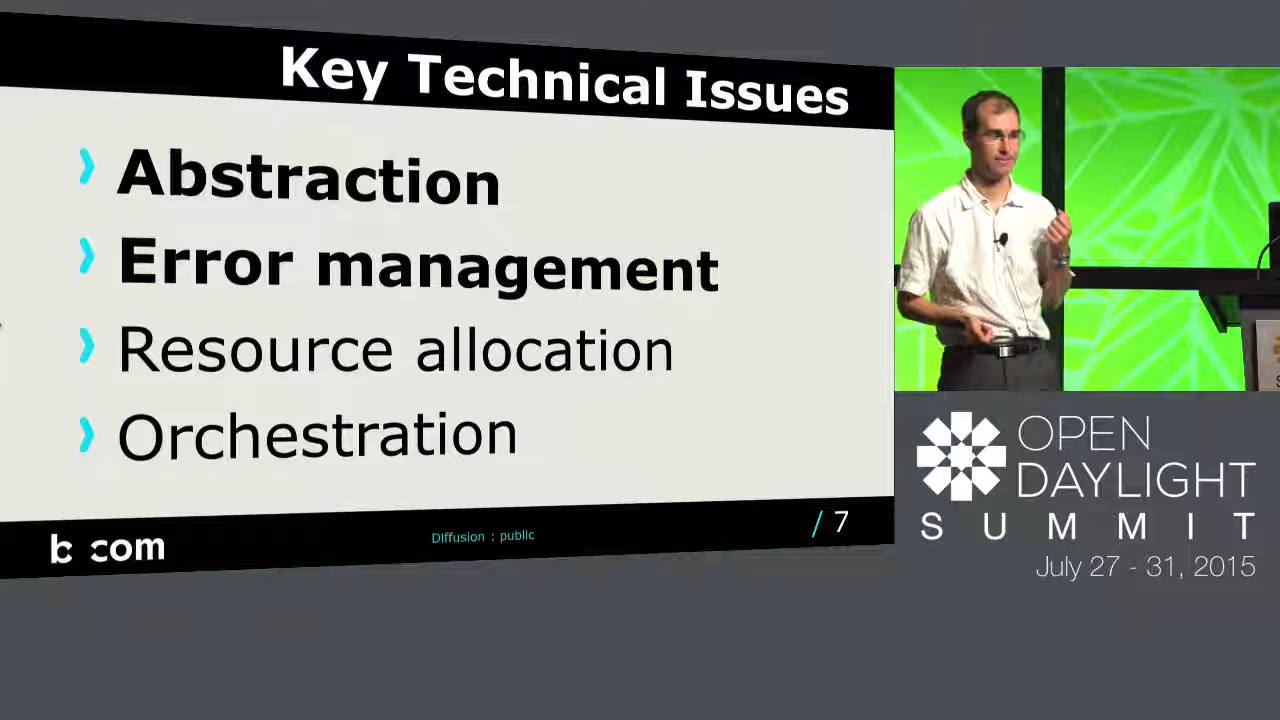 Key Technical Issues
Abstraction
Error management
Resource allocation
Orchestration
b com
Diffusion : public
/ 7
OPEN
DAYLIGHT
SUMMIT
July 27 - 31, 2015